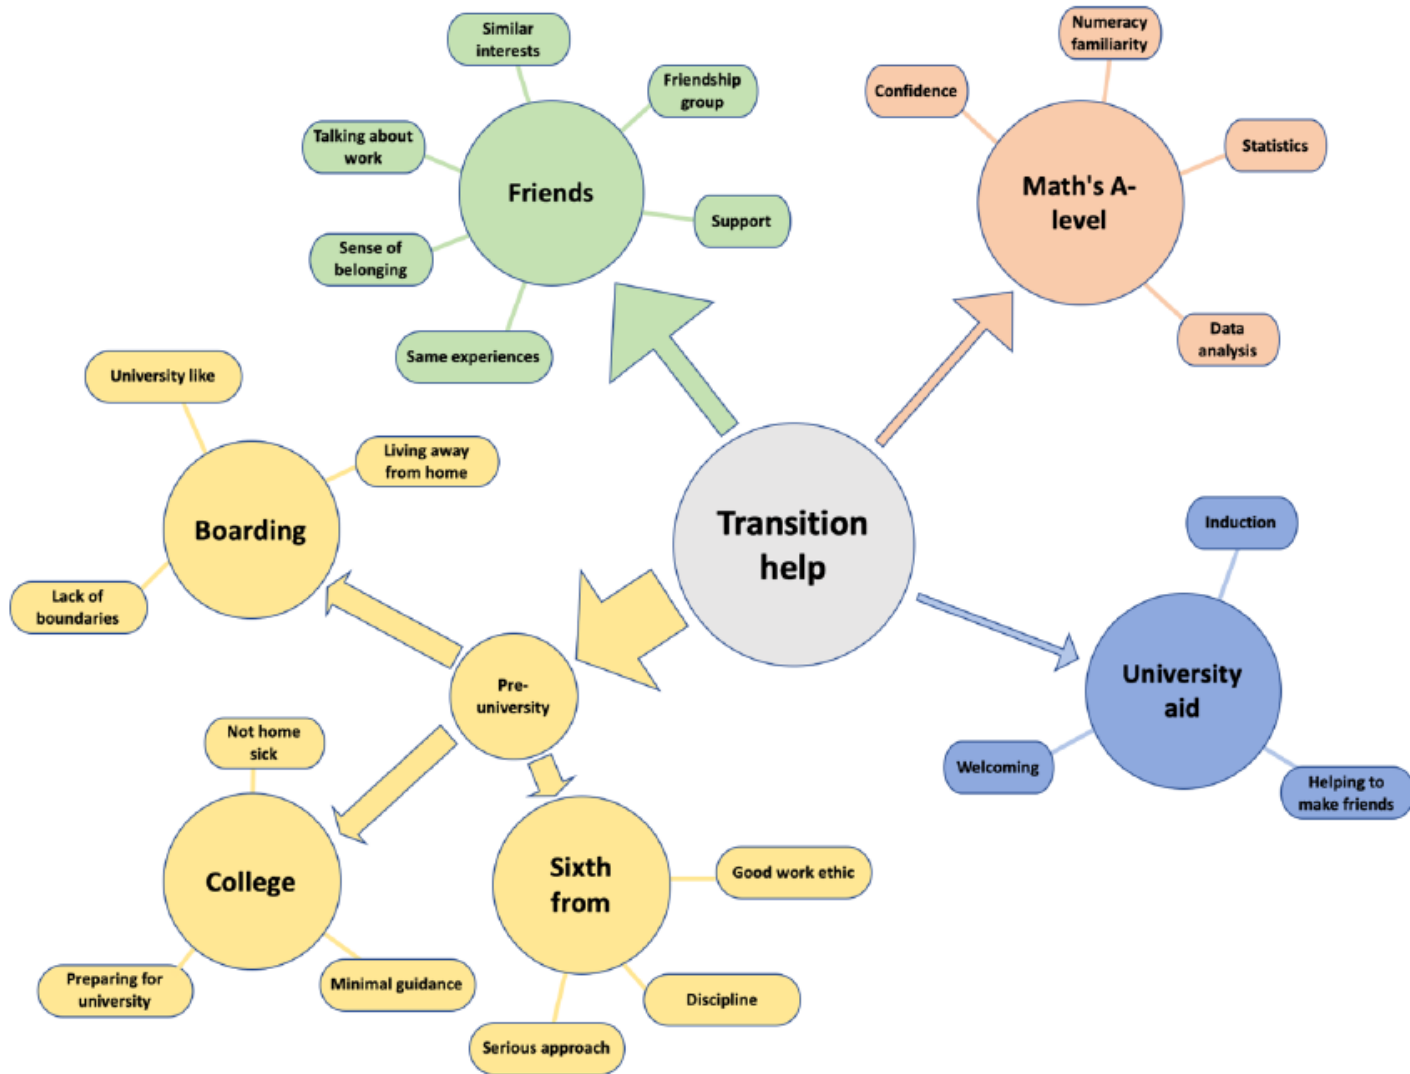 Similar
interests
Friendship
group
Talking about
work
Friends
Support
Sense of
belonging
Same experiences
Numeracy
familiarity
Confidence
Statistics
Math's A-
level
Data
analysis
University like
Living away
from home
Boarding
Lack of
boundaries
Transition
help
Induction
University
aid
Welcoming
Helping to
make friends
Pre-
university
Not home
sick
College
Preparing for
university
Minimal guidance
Sixth
from
Good work ethic
Discipline
Serious approach